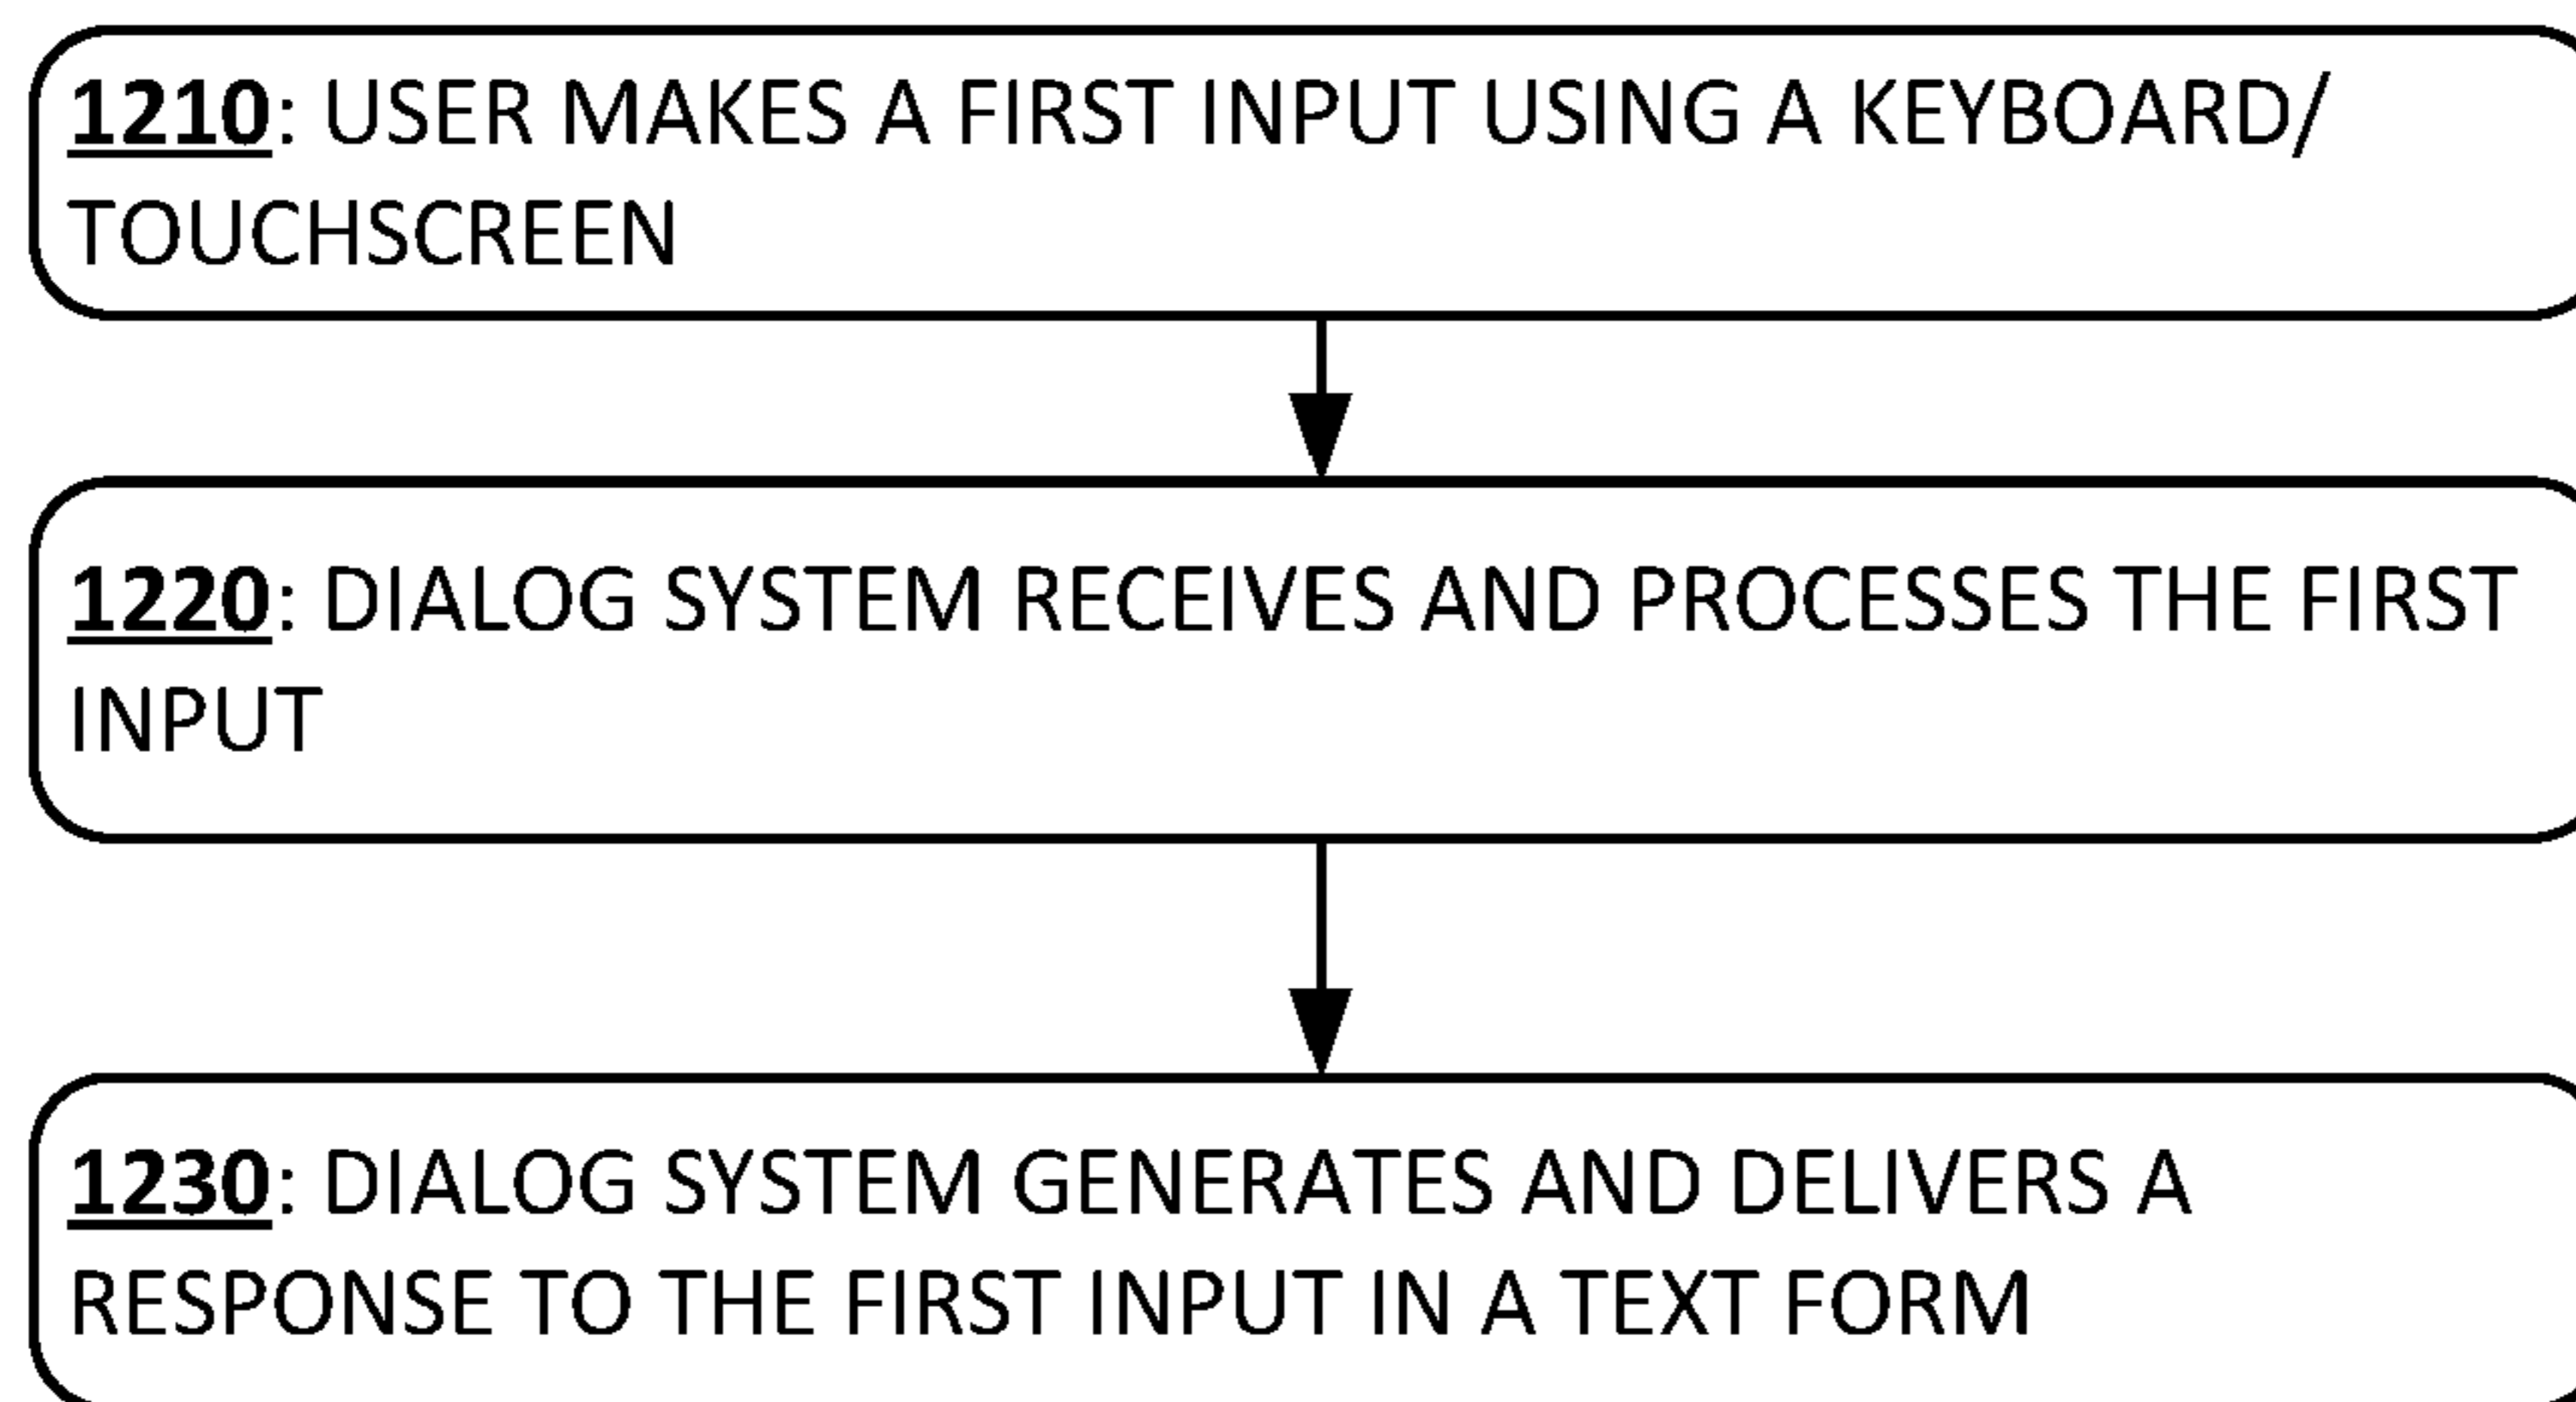 1210: USER MAKES A FIRST INPUT USING A KEYBOARD/
TOUCHSCREEN
1220: DIALOG SYSTEM RECEIVES AND PROCESSES THE FIRST
INPUT
1230: DIALOG SYSTEM GENERATES AND DELIVERS A
RESPONSE TO THE FIRST INPUT IN A TEXT FORM